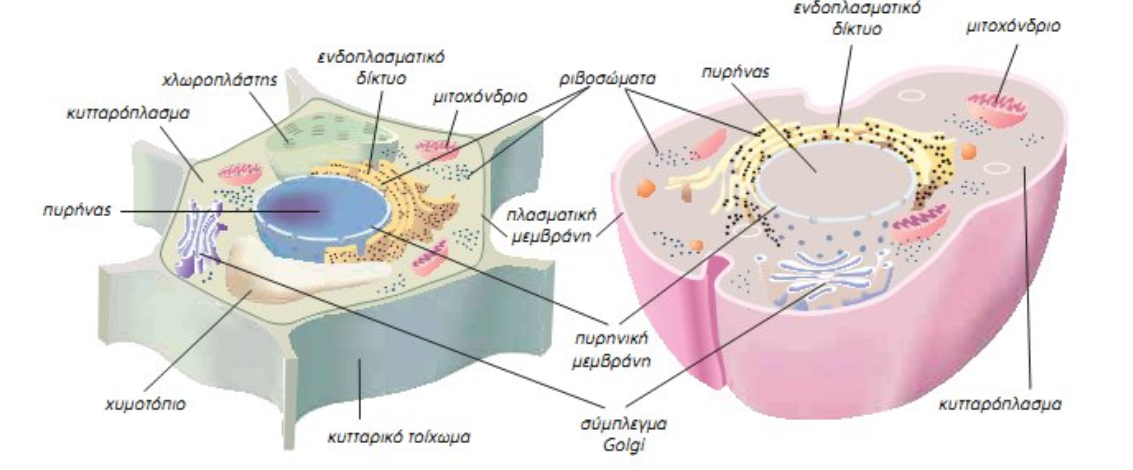 ενδοπλασματικό
δίκτυο
μιτοχόνδριο
ενδοπλασματικό
δίκτυο
χλωροπλάστης
μιτοχόνδριο
ριβοσώματα
πυρήνας
κυτταρόπλασμα
πυρήνας
πλασματική
μεμβράνη
πυρηνική
μεμβράνη
χυμοτόπιο
κυτταρικό τοίχωμα
σύμπλεγμα
Golgi
κυτταρόπλασμα